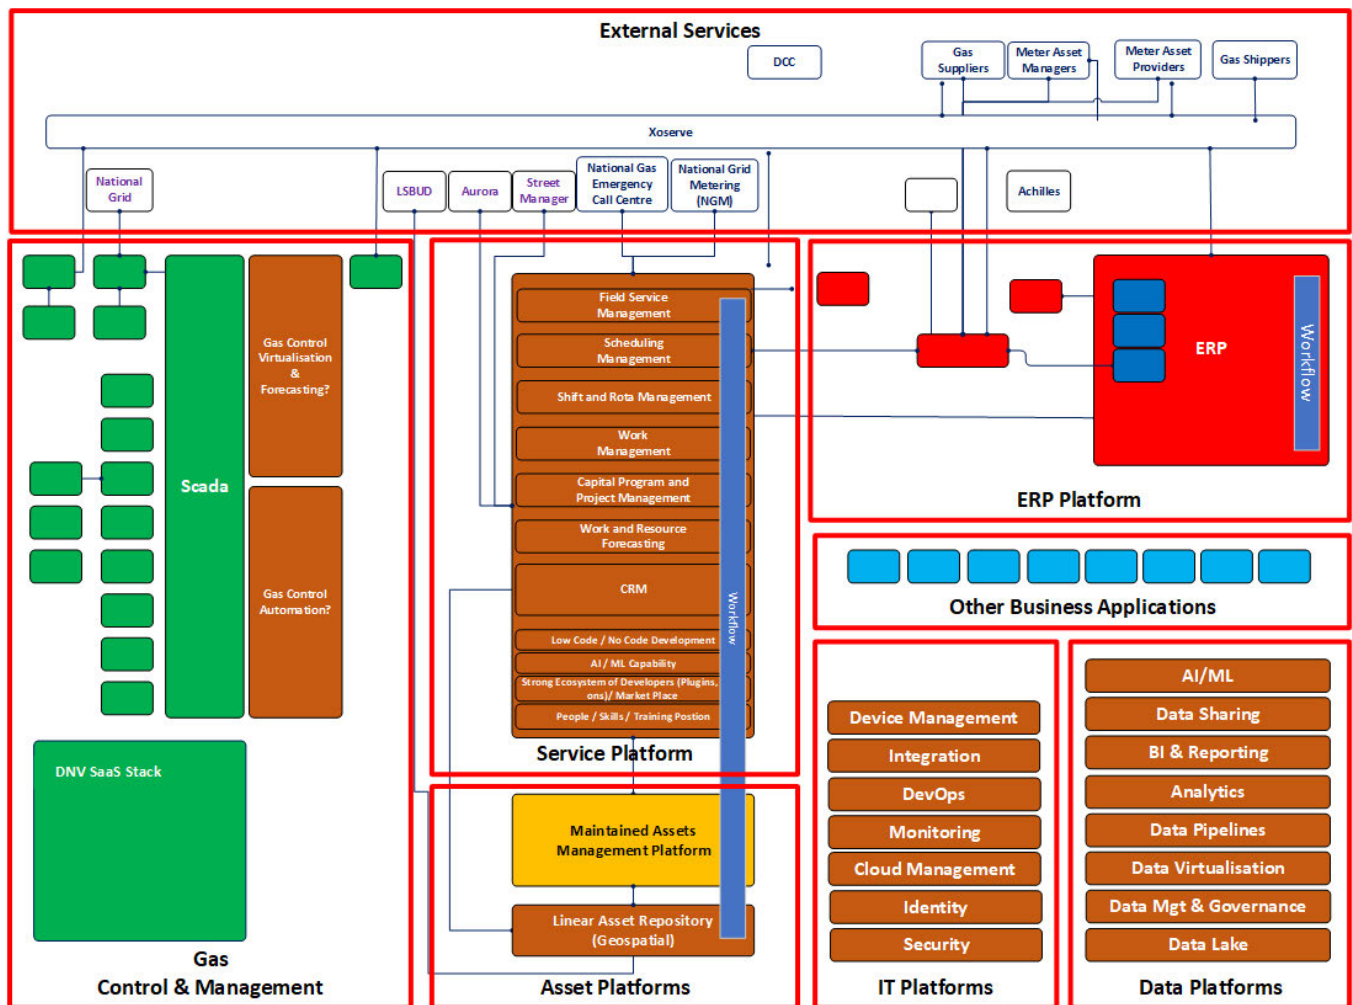 External Services
DCC
Gas
Suppliers
Meter Asset
Managers
Meter Asset
Providers
Gas Shippers
Xoserve
National
Grid
LSBUD
Aurora
Street
Manager
National Gas
Emergency
Call Centre
National Grid
Metering
(NGM)
Achilles
Scada
Gas Control
Virtualisation
&
Forecasting?
Gas Control
Automation?
DNV SaaS Stack
Gas
Control & Management
Field Service
Management
Scheduling
Management
Shift and Rota Management
Work
Management
Capital Program and
Project Management
Work and Resource
Forecasting
CRM
Low Code / No Code Development
AI / ML Capability
Strong Ecosystem of Developers (Plugins,
ons)/ Market Place
People / Skills / Training Postion
Workflow
Service Platform
Maintained Assets
Management Platform
Linear Asset Repository
(Geospatial)
Asset Platforms
ERP
Workflow
ERP Platform
Other Business Applications
Device Management
Integration
DevOps
Monitoring
Cloud Management
Identity
Security
IT Platforms
AI/ML
Data Sharing
BI & Reporting
Analytics
Data Pipelines
Data Virtualisation
Data Mgt & Governance
Data Lake
Data Platforms